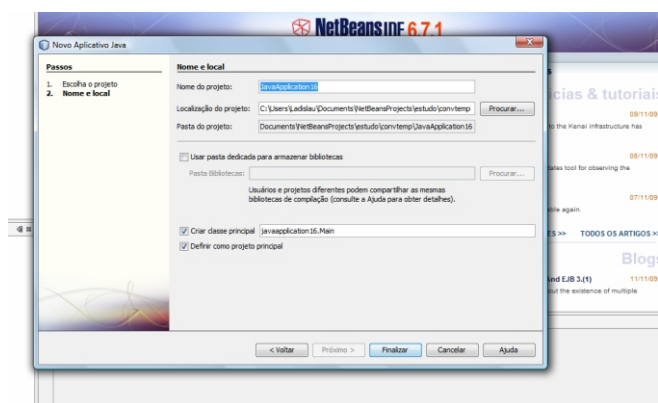 NetBeans IDE 6.7.1
Novo Aplicativo Java
Passos
1. Escolha o projeto
2. Nome e local
Nome e local
Nome do projeto: JavaApplication16
Localização do projeto: C:\Users\Ladislau\Documents\NetBeansProjects\estudo\convtemp Procurar...
Pasta do projeto: Documents\NetBeansProjects\estudo\convtemp\JavaApplication16
Usar pasta dedicada para armazenar bibliotecas
Pasta Bibliotecas: Procurar...
Usuários e projetos diferentes podem compartilhar as mesmas
bibliotecas de compilação (consulte a Ajuda para obter detalhes).
Criar classe principal javaapplication16.Main
Definir como projeto principal
< Voltar Próximo > Finalizar Cancelar Ajuda
s
cias & tutoriai
09/11/09
to the Kenai infrastructure has
08/11/09
tool for observing the
07/11/09
able again.
ES >> TODOS OS ARTIGOS >
Blog
And EJB 3.(1) 11/11/09
out the existence of multiple